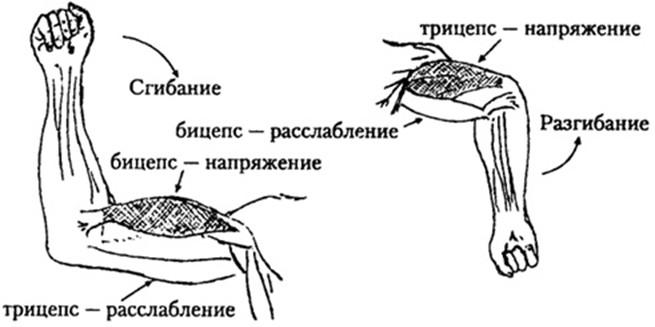 Сгибание
бицепс — напряжение
трицепс — расслабление
трицепс — напряжение
бицепс — расслабление
Разгибание